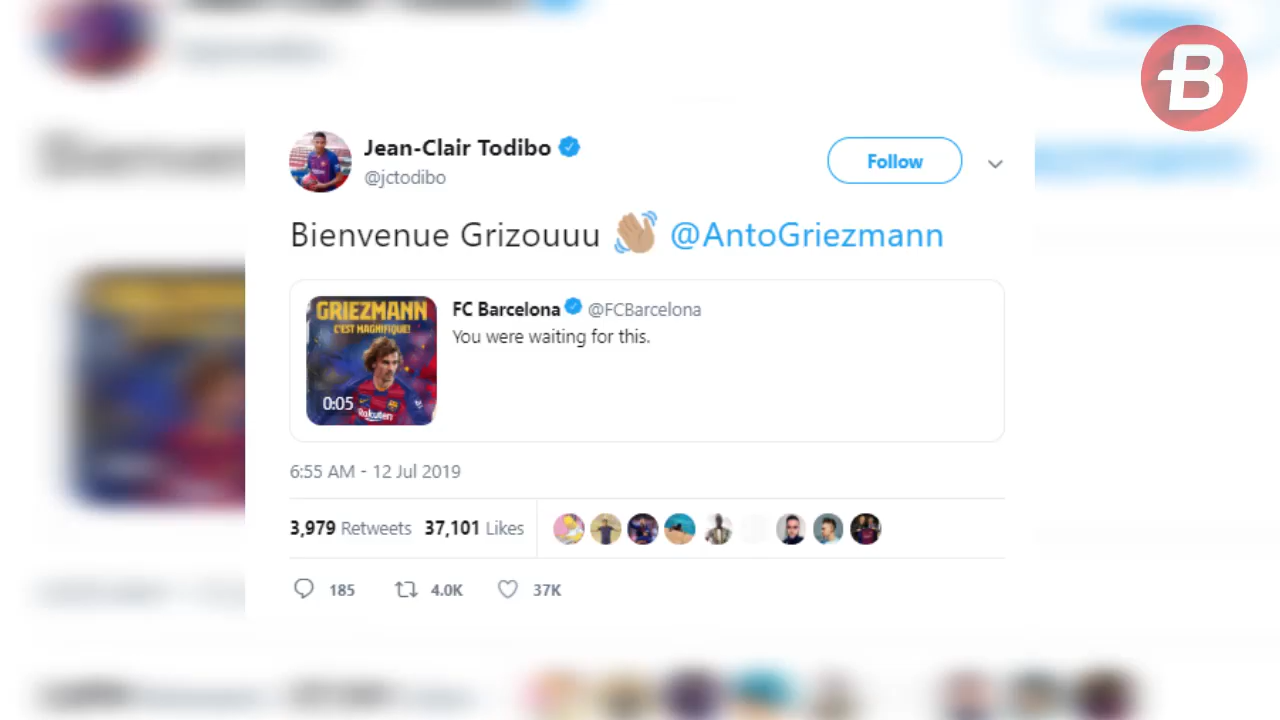 Jean-Clair Todibo
@jctodibo
Follow
Bienvenue Grizouuu 👋🏼 @AntoGriezmann
GRIEZMANN
C'EST MAGNIFIQUE!
Rakuten
0:05
FC Barcelona @FCBarcelona
You were waiting for this.
6:55 AM - 12 Jul 2019
3,979 Retweets 37,101 Likes
185 4.0K 37K
B